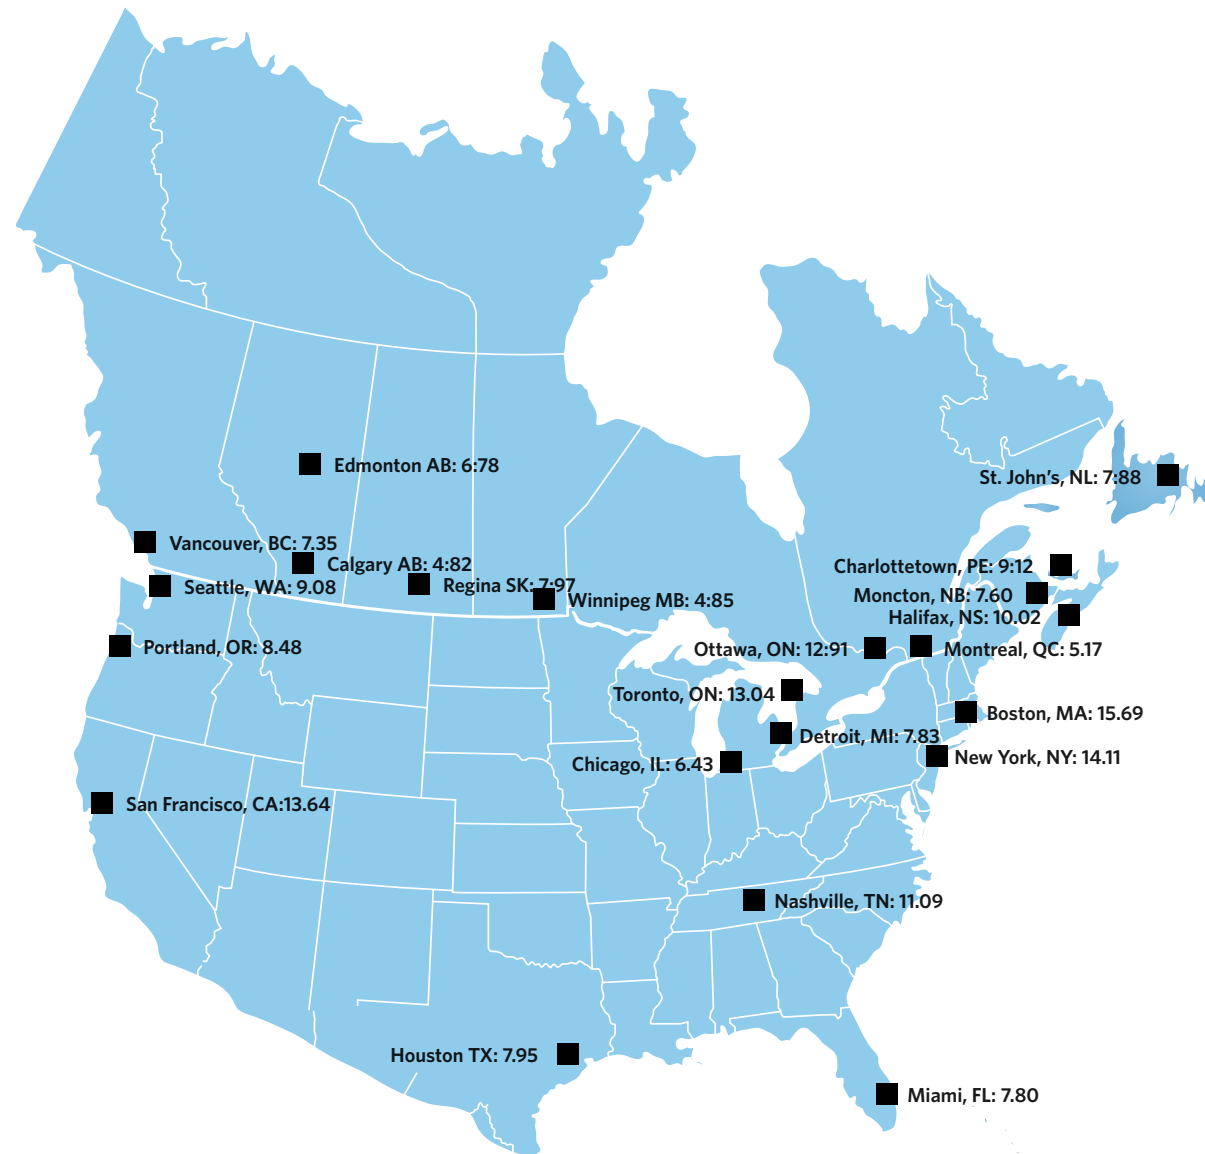 Edmonton AB: 6:78
St. John's, NL: 7:88
Vancouver, BC: 7.35
Calgary AB: 4:82
Charlottetown, PE: 9:12
Seattle, WA: 9.08
Regina SK: 7:97
Winnipeg MB: 4:85
Moncton, NB: 7.60
Halifax, NS: 10.02
Portland, OR: 8.48
Ottawa, ON: 12:91
Montreal, QC: 5.17
Toronto, ON: 13.04
Boston, MA: 15.69
Detroit, MI: 7.83
Chicago, IL: 6.43
New York, NY: 14.11
San Francisco, CA:13.64
Nashville, TN: 11.09
Houston TX: 7.95
Miami, FL: 7.80